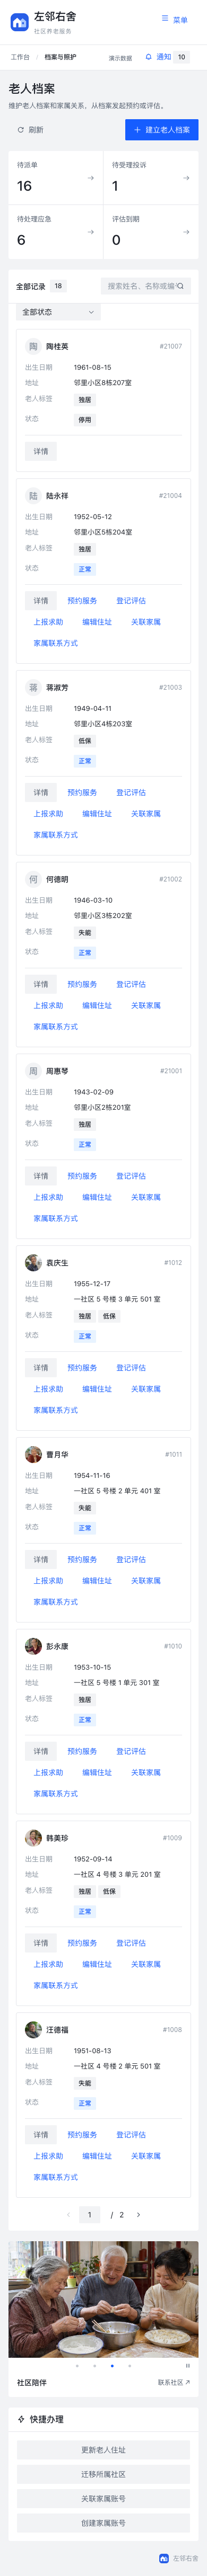 左邻右舍
社区养老服务
菜单
工作台 / 档案与照护 演示数据 通知 10
老人档案
维护老人档案和家属关系，从档案发起预约或评估。
刷新 建立老人档案
待派单
16
待受理投诉
1
待处理应急
6
评估到期
0
全部记录 18 搜索姓名、名称或编号
全部状态
陶 陶桂英 #21007
出生日期 1961-08-15
地址 邻里小区8栋207室
老人标签 独居
状态 停用
详情
陆 陆永祥 #21004
出生日期 1952-05-12
地址 邻里小区5栋204室
老人标签 独居
状态 正常
详情 预约服务 登记评估
上报求助 编辑住址 关联家属
家属联系方式
蒋 蒋淑芳 #21003
出生日期 1949-04-11
地址 邻里小区4栋203室
老人标签 低保
状态 正常
详情 预约服务 登记评估
上报求助 编辑住址 关联家属
家属联系方式
何 何德明 #21002
出生日期 1946-03-10
地址 邻里小区3栋202室
老人标签 失能
状态 正常
详情 预约服务 登记评估
上报求助 编辑住址 关联家属
家属联系方式
周 周惠琴 #21001
出生日期 1943-02-09
地址 邻里小区2栋201室
老人标签 独居
状态 正常
详情 预约服务 登记评估
上报求助 编辑住址 关联家属
家属联系方式
袁庆生 #1012
出生日期 1955-12-17
地址 一社区 5 号楼 3 单元 501 室
老人标签 独居 低保
状态 正常
详情 预约服务 登记评估
上报求助 编辑住址 关联家属
家属联系方式
曹月华 #1011
出生日期 1954-11-16
地址 一社区 5 号楼 2 单元 401 室
老人标签 失能
状态 正常
详情 预约服务 登记评估
上报求助 编辑住址 关联家属
家属联系方式
彭永康 #1010
出生日期 1953-10-15
地址 一社区 5 号楼 1 单元 301 室
老人标签 独居
状态 正常
详情 预约服务 登记评估
上报求助 编辑住址 关联家属
家属联系方式
韩美珍 #1009
出生日期 1952-09-14
地址 一社区 4 号楼 3 单元 201 室
老人标签 独居 低保
状态 正常
详情 预约服务 登记评估
上报求助 编辑住址 关联家属
家属联系方式
汪德福 #1008
出生日期 1951-08-13
地址 一社区 4 号楼 2 单元 501 室
老人标签 失能
状态 正常
详情 预约服务 登记评估
上报求助 编辑住址 关联家属
家属联系方式
1 / 2
社区陪伴 联系社区
快捷办理
更新老人住址
迁移所属社区
关联家属账号
创建家属账号
左邻右舍